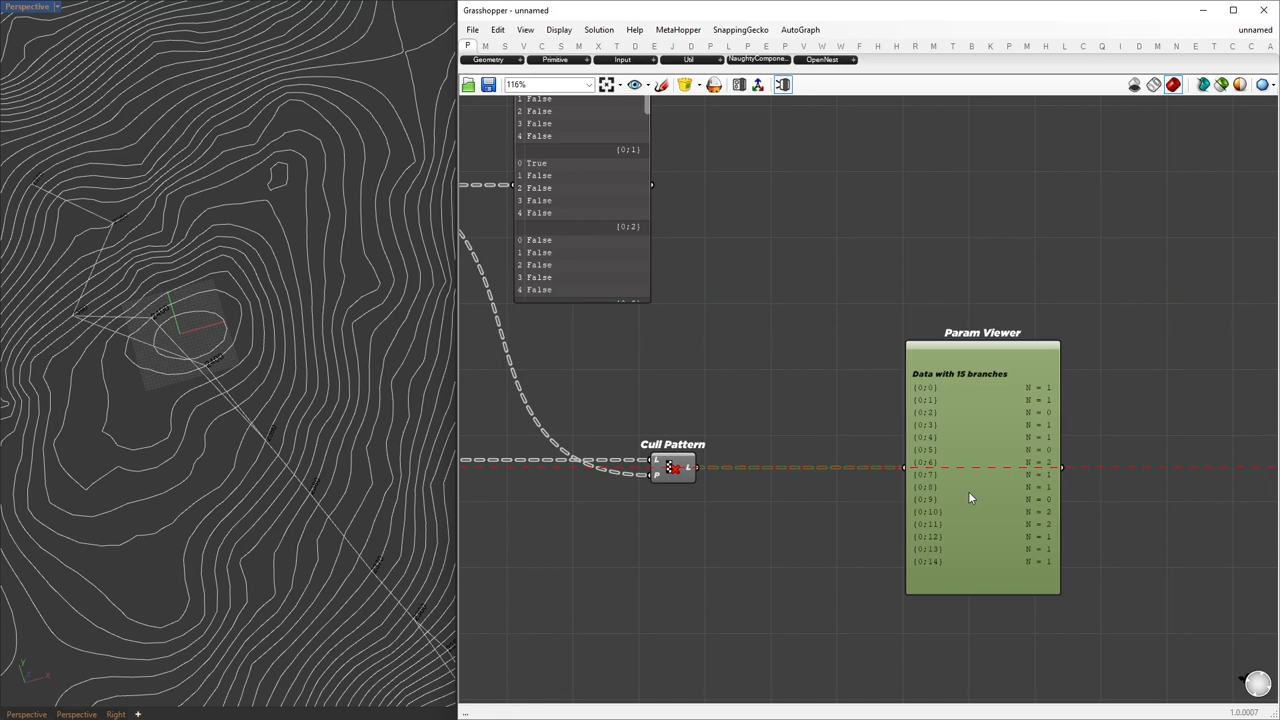 Perspective
Grasshopper - unnamed
File Edit View Display Solution Help MetaHopper SnappingGecko AutoGraph unnamed
P M S V C S M I T D E J J D P V P F M D H H R M T B K F P M H L T L S E C A
Geometry + Primitive + Input + Util + NaughtyCompone... + OpenNest +
116%
1 False
2 False
3 False
4 False
{0;1}
0 True
1 False
2 False
3 False
4 False
{0;2}
0 False
1 False
2 False
3 False
4 False
Param Viewer
Data with 15 branches
{0;0} N = 1
{0;1} N = 1
{0;2} N = 0
{0;3} N = 1
{0;4} N = 1
{0;5} N = 0
{0;6} N = 2
{0;7} N = 1
{0;8} N = 1
{0;9} N = 0
{0;10} N = 2
{0;11} N = 2
{0;12} N = 1
{0;13} N = 1
{0;14} N = 1
Cull Pattern
L
P
L
y
z x
Perspective Perspective Right +
... 1.0.0007